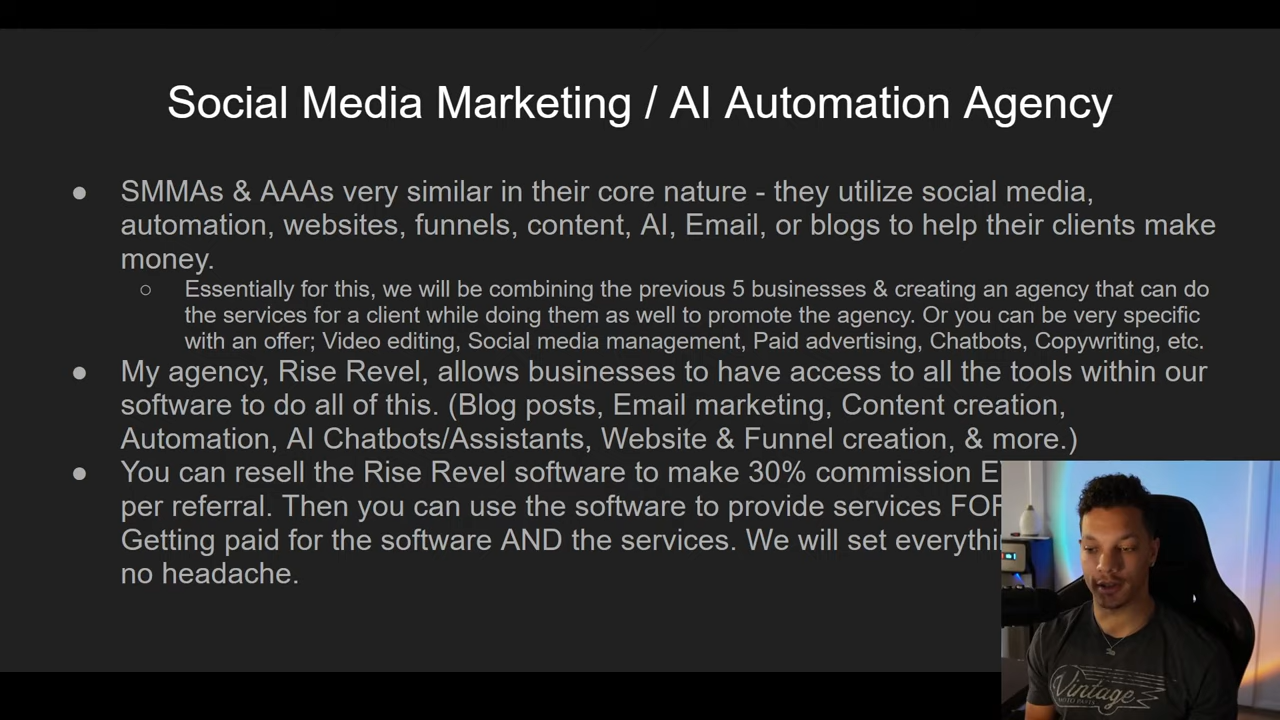 Social Media Marketing / AI Automation Agency
● SMMAs & AAAs very similar in their core nature - they utilize social media,
automation, websites, funnels, content, AI, Email, or blogs to help their clients make
money.
○ Essentially for this, we will be combining the previous 5 businesses & creating an agency that can do
the services for a client while doing them as well to promote the agency. Or you can be very specific
with an offer; Video editing, Social media management, Paid advertising, Chatbots, Copywriting, etc.
● My agency, Rise Revel, allows businesses to have access to all the tools within our
software to do all of this. (Blog posts, Email marketing, Content creation,
Automation, AI Chatbots/Assistants, Website & Funnel creation, & more.)
● You can resell the Rise Revel software to make 30% commission
per referral. Then you can use the software to provide services
Getting paid for the software AND the services. We will set
no headache.
Vintage